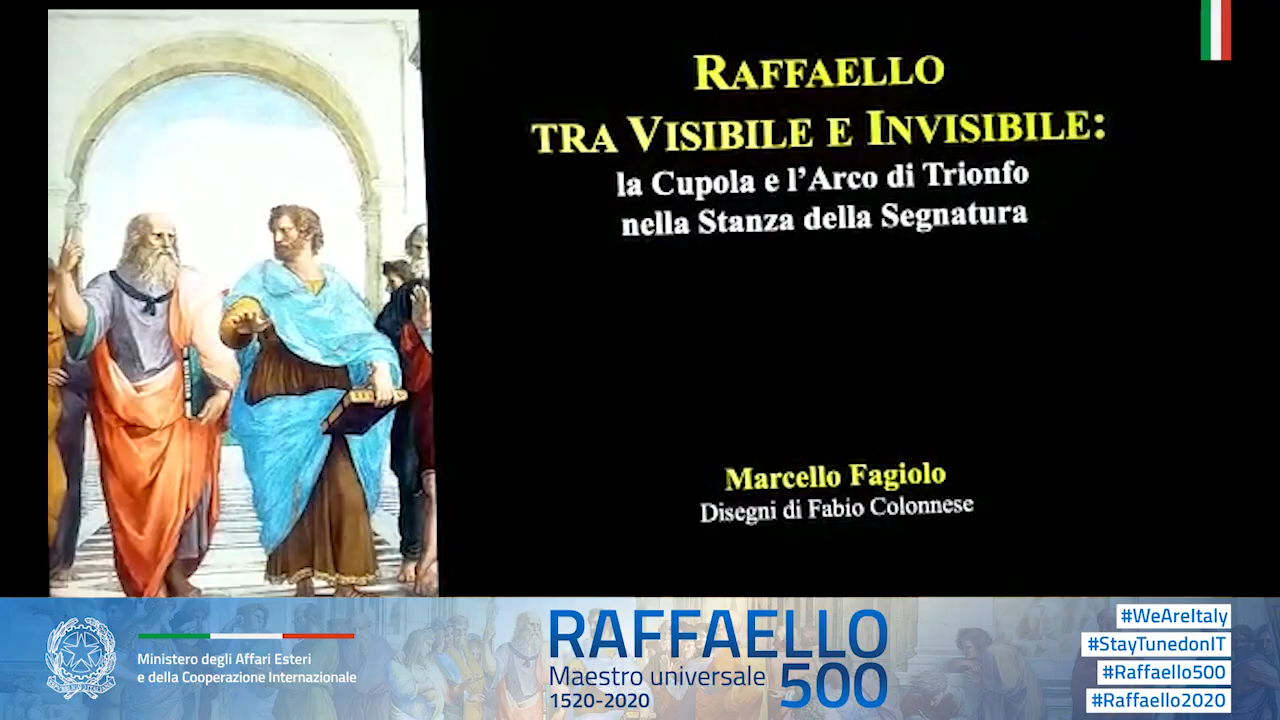 RAFFAELLO
TRA VISIBILE E INVISIBILE:
la Cupola e l’Arco di Trionfo
nella Stanza della Segnatura
Marcello Fagiolo
Disegni di Fabio Colonnese
Ministero degli Affari Esteri
e della Cooperazione Internazionale
RAFFAELLO
Maestro universale
1520-2020
500
#WeAreItaly
#StayTunedonIT
#Raffaello500
#Raffaello2020